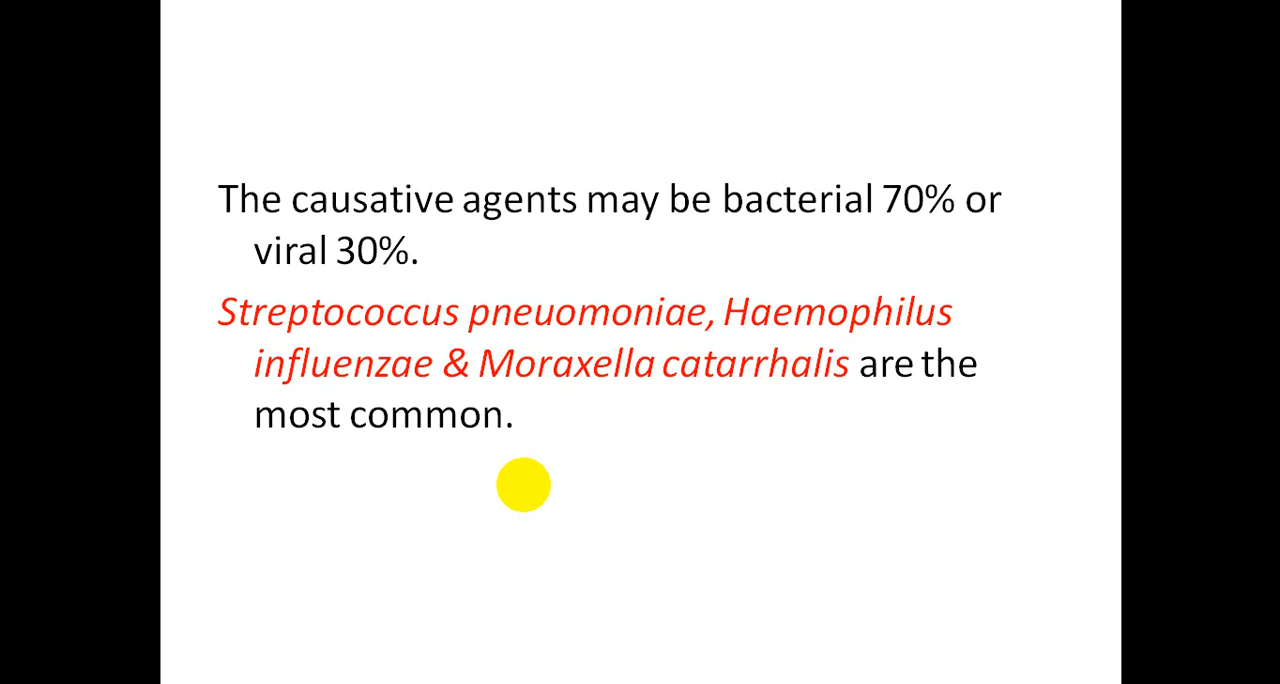 The causative agents may be bacterial 70% or
viral 30%.
Streptococcus pneuomoniae, Haemophilus
influenzae & Moraxella catarrhalis are the
most common.